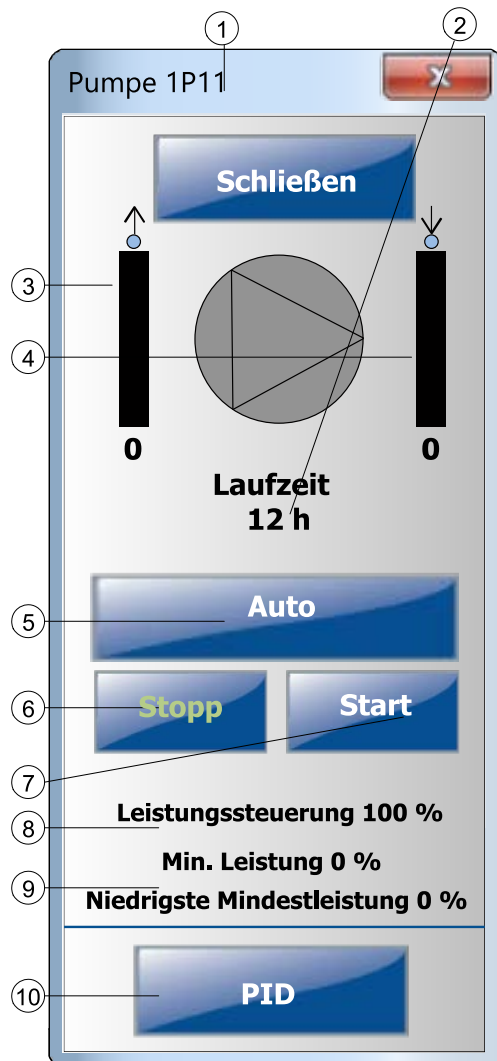 1
2
Pumpe 1P11
x
Schließen
3
4
0
0
Laufzeit
12 h
5
Auto
6
Stopp
Start
7
8
Leistungssteuerung 100 %
Min. Leistung 0 %
9
Niedrigste Mindestleistung 0 %
10
PID